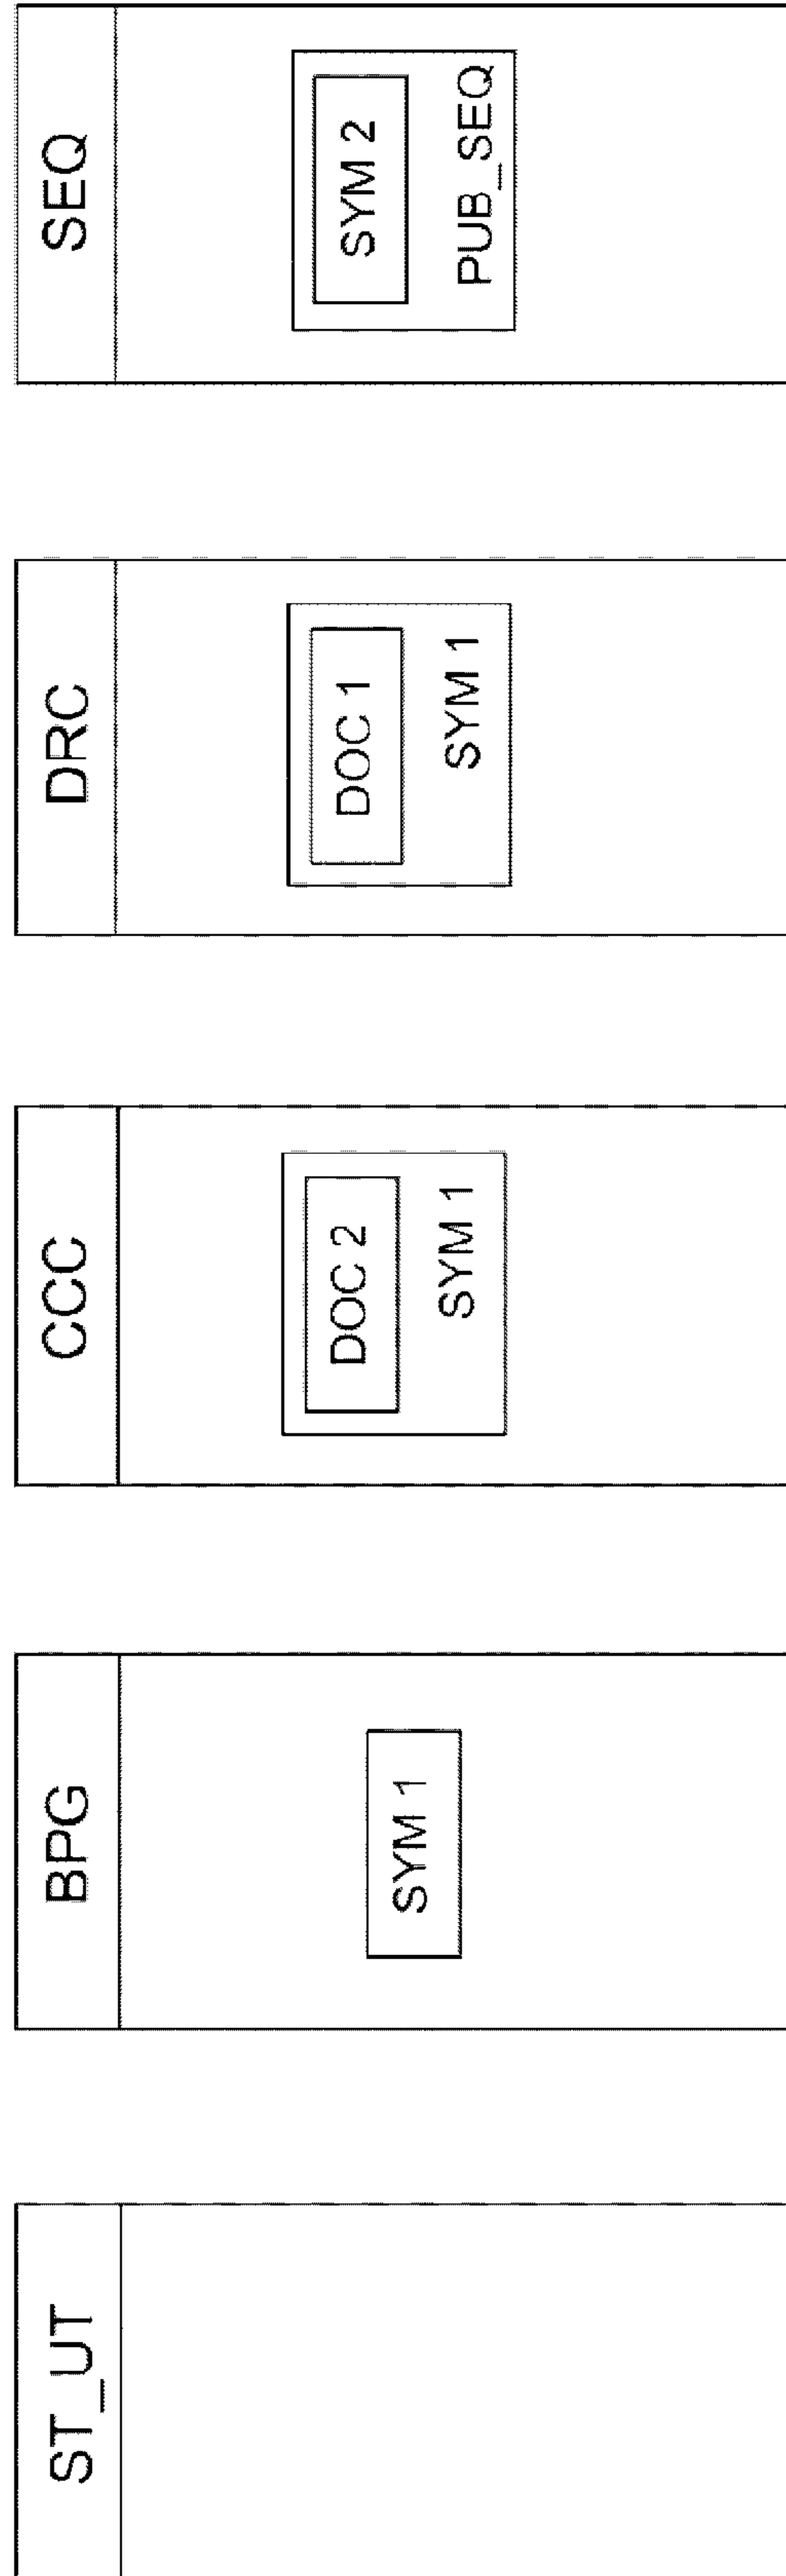 ST_UT
BPG
SYM 1
CCC
DOC 2
SYM 1
DRC
DOC 1
SYM 1
SEQ
SYM 2
PUB_SEQ